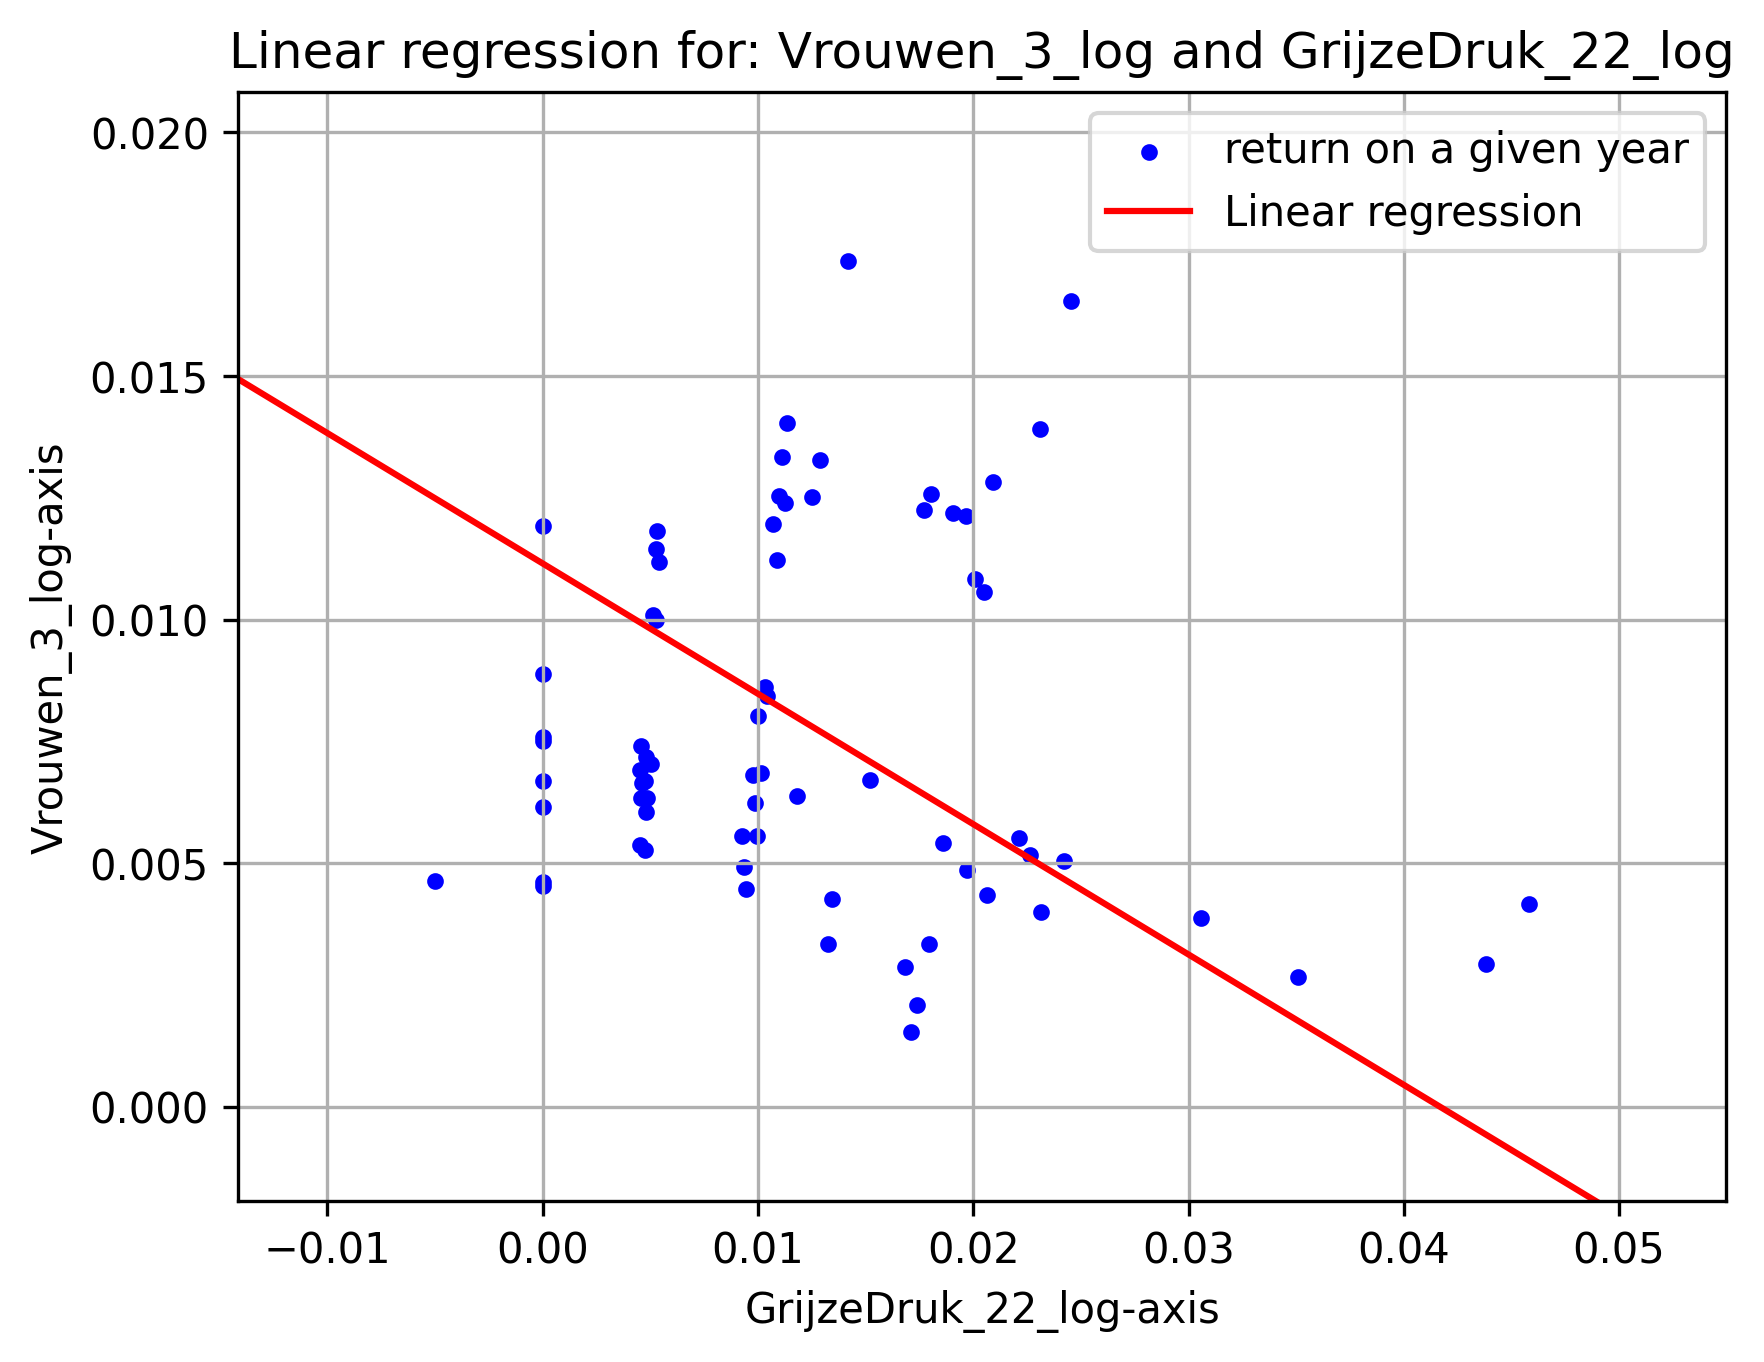 Linear regression for: Vrouwen_3_log and GrijzeDruk_22_log
return on a given year
Linear regression
0.020
0.015
0.010
0.005
0.000
Vrouwen_3_log-axis
−0.01
0.00
0.01
0.02
0.03
0.04
0.05
GrijzeDruk_22_log-axis